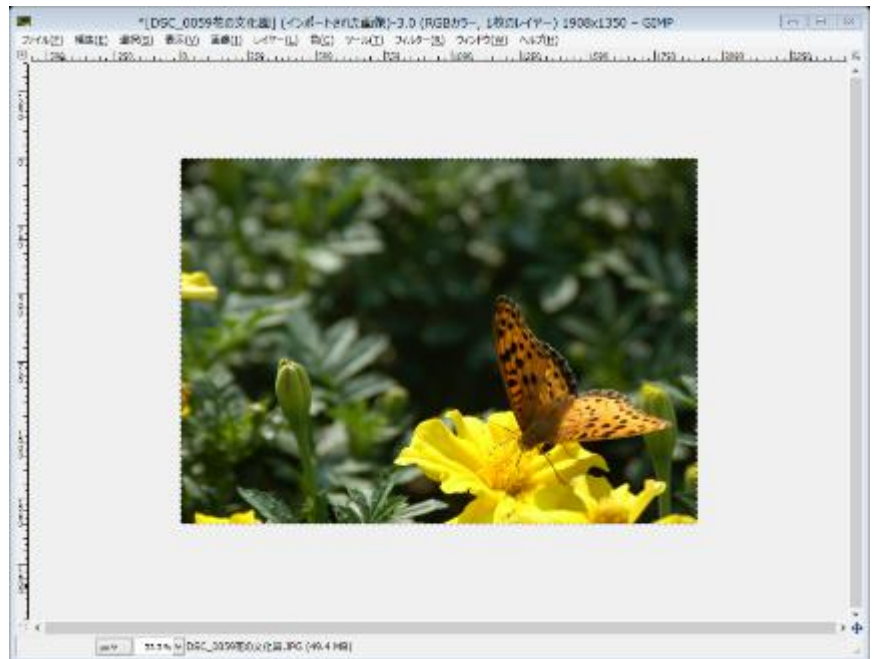 *[DSC_0059花の文化園] (インポートされた画像)-3.0 (RGBカラー, 1枚のレイヤー) 1908x1350 – GIMP
ファイル(F) 編集(E) 選択(S) 表示(V) 画像(I) レイヤー(L) 色(C) ツール(T) フィルター(R) ウィンドウ(W) ヘルプ(H)
DSC_0059花の文化園.JPG (49.4 MB)